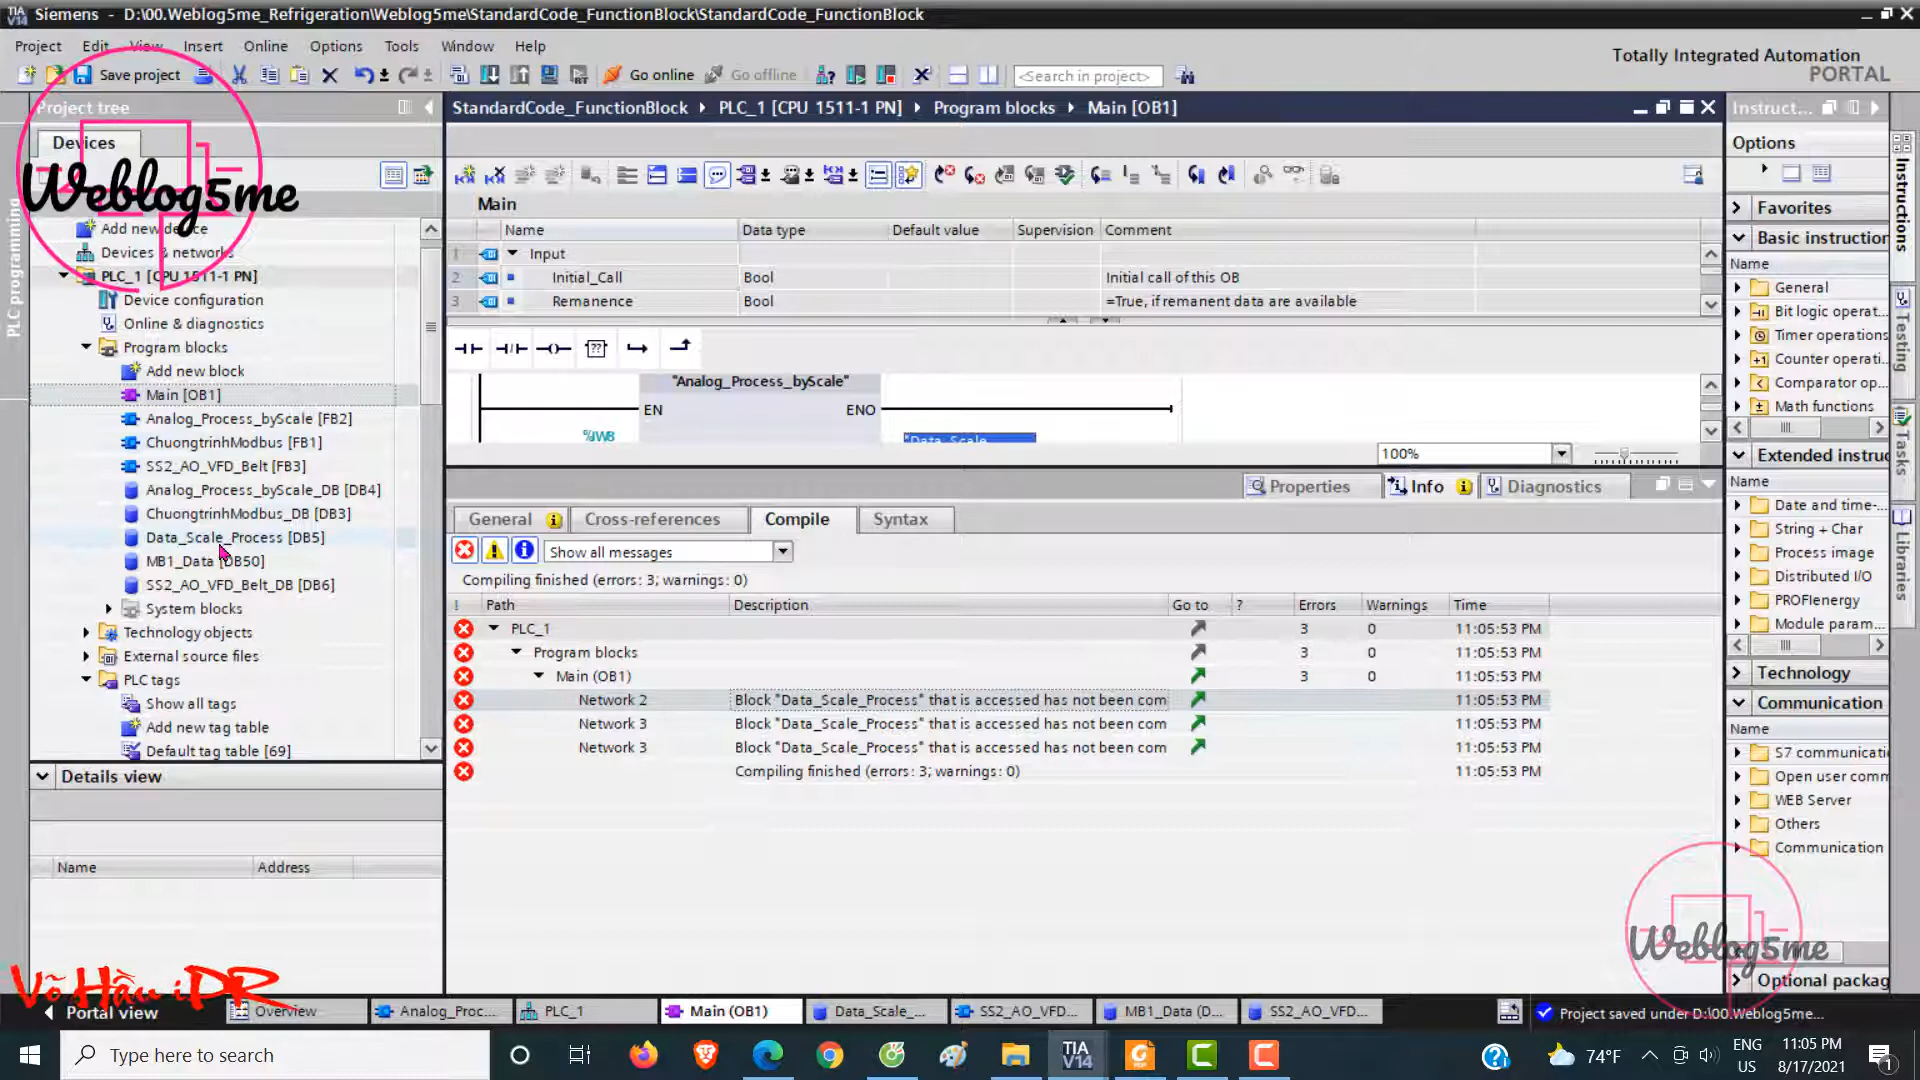 Siemens - D:\00.Weblog5me_Refrigeration\Weblog5me\StandardCode_FunctionBlock\StandardCode_FunctionBlock
Project Edit View Insert Online Options Tools Window Help
Totally Integrated Automation
PORTAL
Save project
Go online
Go offline
<Search in project>
Project tree
StandardCode_FunctionBlock PLC_1 [CPU 1511-1 PN] Program blocks Main [OB1]
Instruct...
Devices
Options
Weblog5me
PLC programming
Add new device
Devices & networks
PLC_1 [CPU 1511-1 PN]
Device configuration
Online & diagnostics
Program blocks
Add new block
Main [OB1]
Analog_Process_byScale [FB2]
ChuongtrinhModbus [FB1]
SS2_AO_VFD_Belt [FB3]
Analog_Process_byScale_DB [DB4]
ChuongtrinhModbus_DB [DB3]
Data_Scale_Process [DB5]
MB1_Data [DB50]
SS2_AO_VFD_Belt_DB [DB6]
System blocks
Technology objects
External source files
PLC tags
Show all tags
Add new tag table
Default tag table [69]
Details view
Name Address
Main
Name Data type Default value Supervision Comment
1 Input
2 Initial_Call Bool Initial call of this OB
3 Remanence Bool =True, if remanent data are available
"Analog_Process_byScale"
EN ENO
%IW8
"Data_Scale_
100%
Properties Info Diagnostics
General Cross-references Compile Syntax
Show all messages
Compiling finished (errors: 3; warnings: 0)
! Path Description Go to ? Errors Warnings Time
PLC_1 3 0 11:05:53 PM
Program blocks 3 0 11:05:53 PM
Main (OB1) 3 0 11:05:53 PM
Network 2 Block "Data_Scale_Process" that is accessed has not been com 11:05:53 PM
Network 3 Block "Data_Scale_Process" that is accessed has not been com 11:05:53 PM
Network 3 Block "Data_Scale_Process" that is accessed has not been com 11:05:53 PM
Compiling finished (errors: 3; warnings: 0) 11:05:53 PM
Favorites
Basic instruction
Name
General
Bit logic operat...
Timer operations
Counter operati...
Comparator op...
Math functions
Extended instruc
Name
Date and time-...
String + Char
Process image
Distributed I/O
PROFIenergy
Module param...
Technology
Communication
Name
S7 communicati
Open user comm
WEB Server
Others
Communication
Optional packag
Instructions
Testing
Tasks
Libraries
Weblog5me
Võ Hầu iDR
Portal view Overview Analog_Proc... PLC_1 Main (OB1) Data_Scale_... SS2_AO_VFD... MB1_Data (D... SS2_AO_VFD...
Project saved under D:\00.Weblog5me...
Type here to search
TIA
V14
74°F
ENG
US
11:05 PM
8/17/2021
1